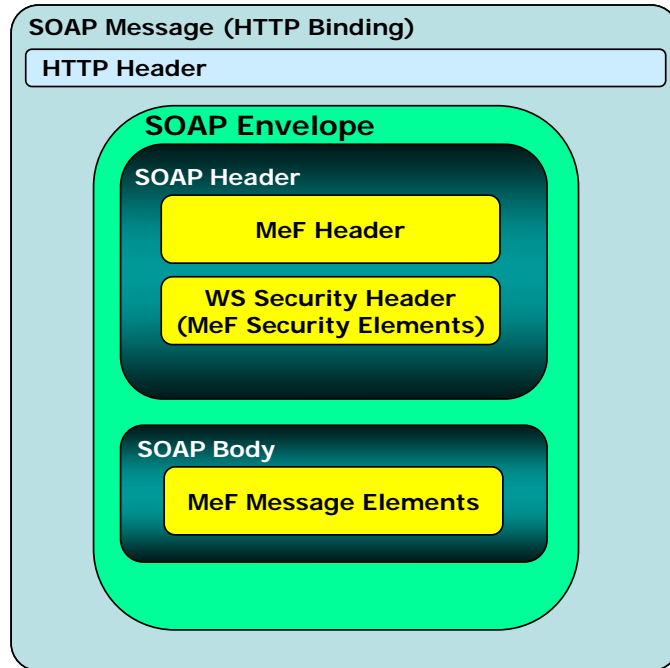 SOAP Message (HTTP Binding)
HTTP Header
SOAP Envelope
SOAP Header
MeF Header
WS Security Header
(MeF Security Elements)
SOAP Body
MeF Message Elements